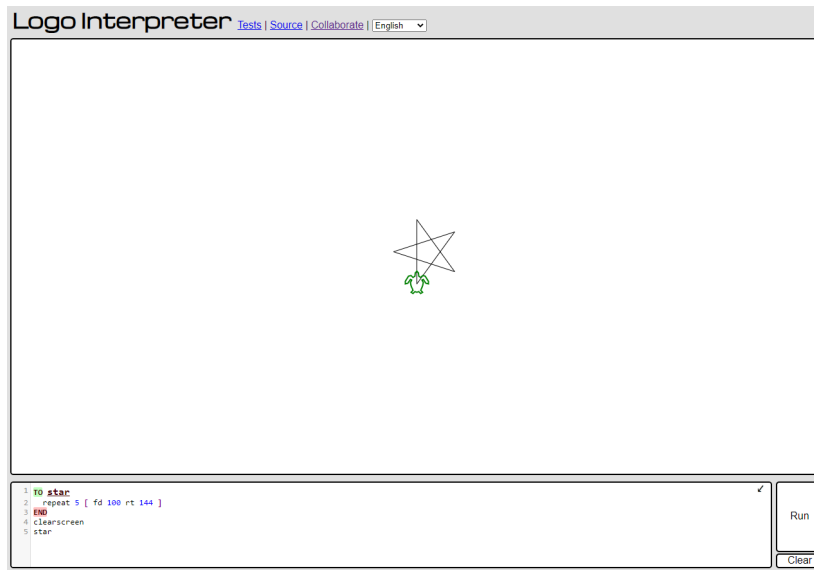 Logo Interpreter Tests | Source | Collaborate | English
1 TO star
2 repeat 5 [ fd 100 rt 144 ]
3 END
4 clearscreen
5 star
Run
Clear